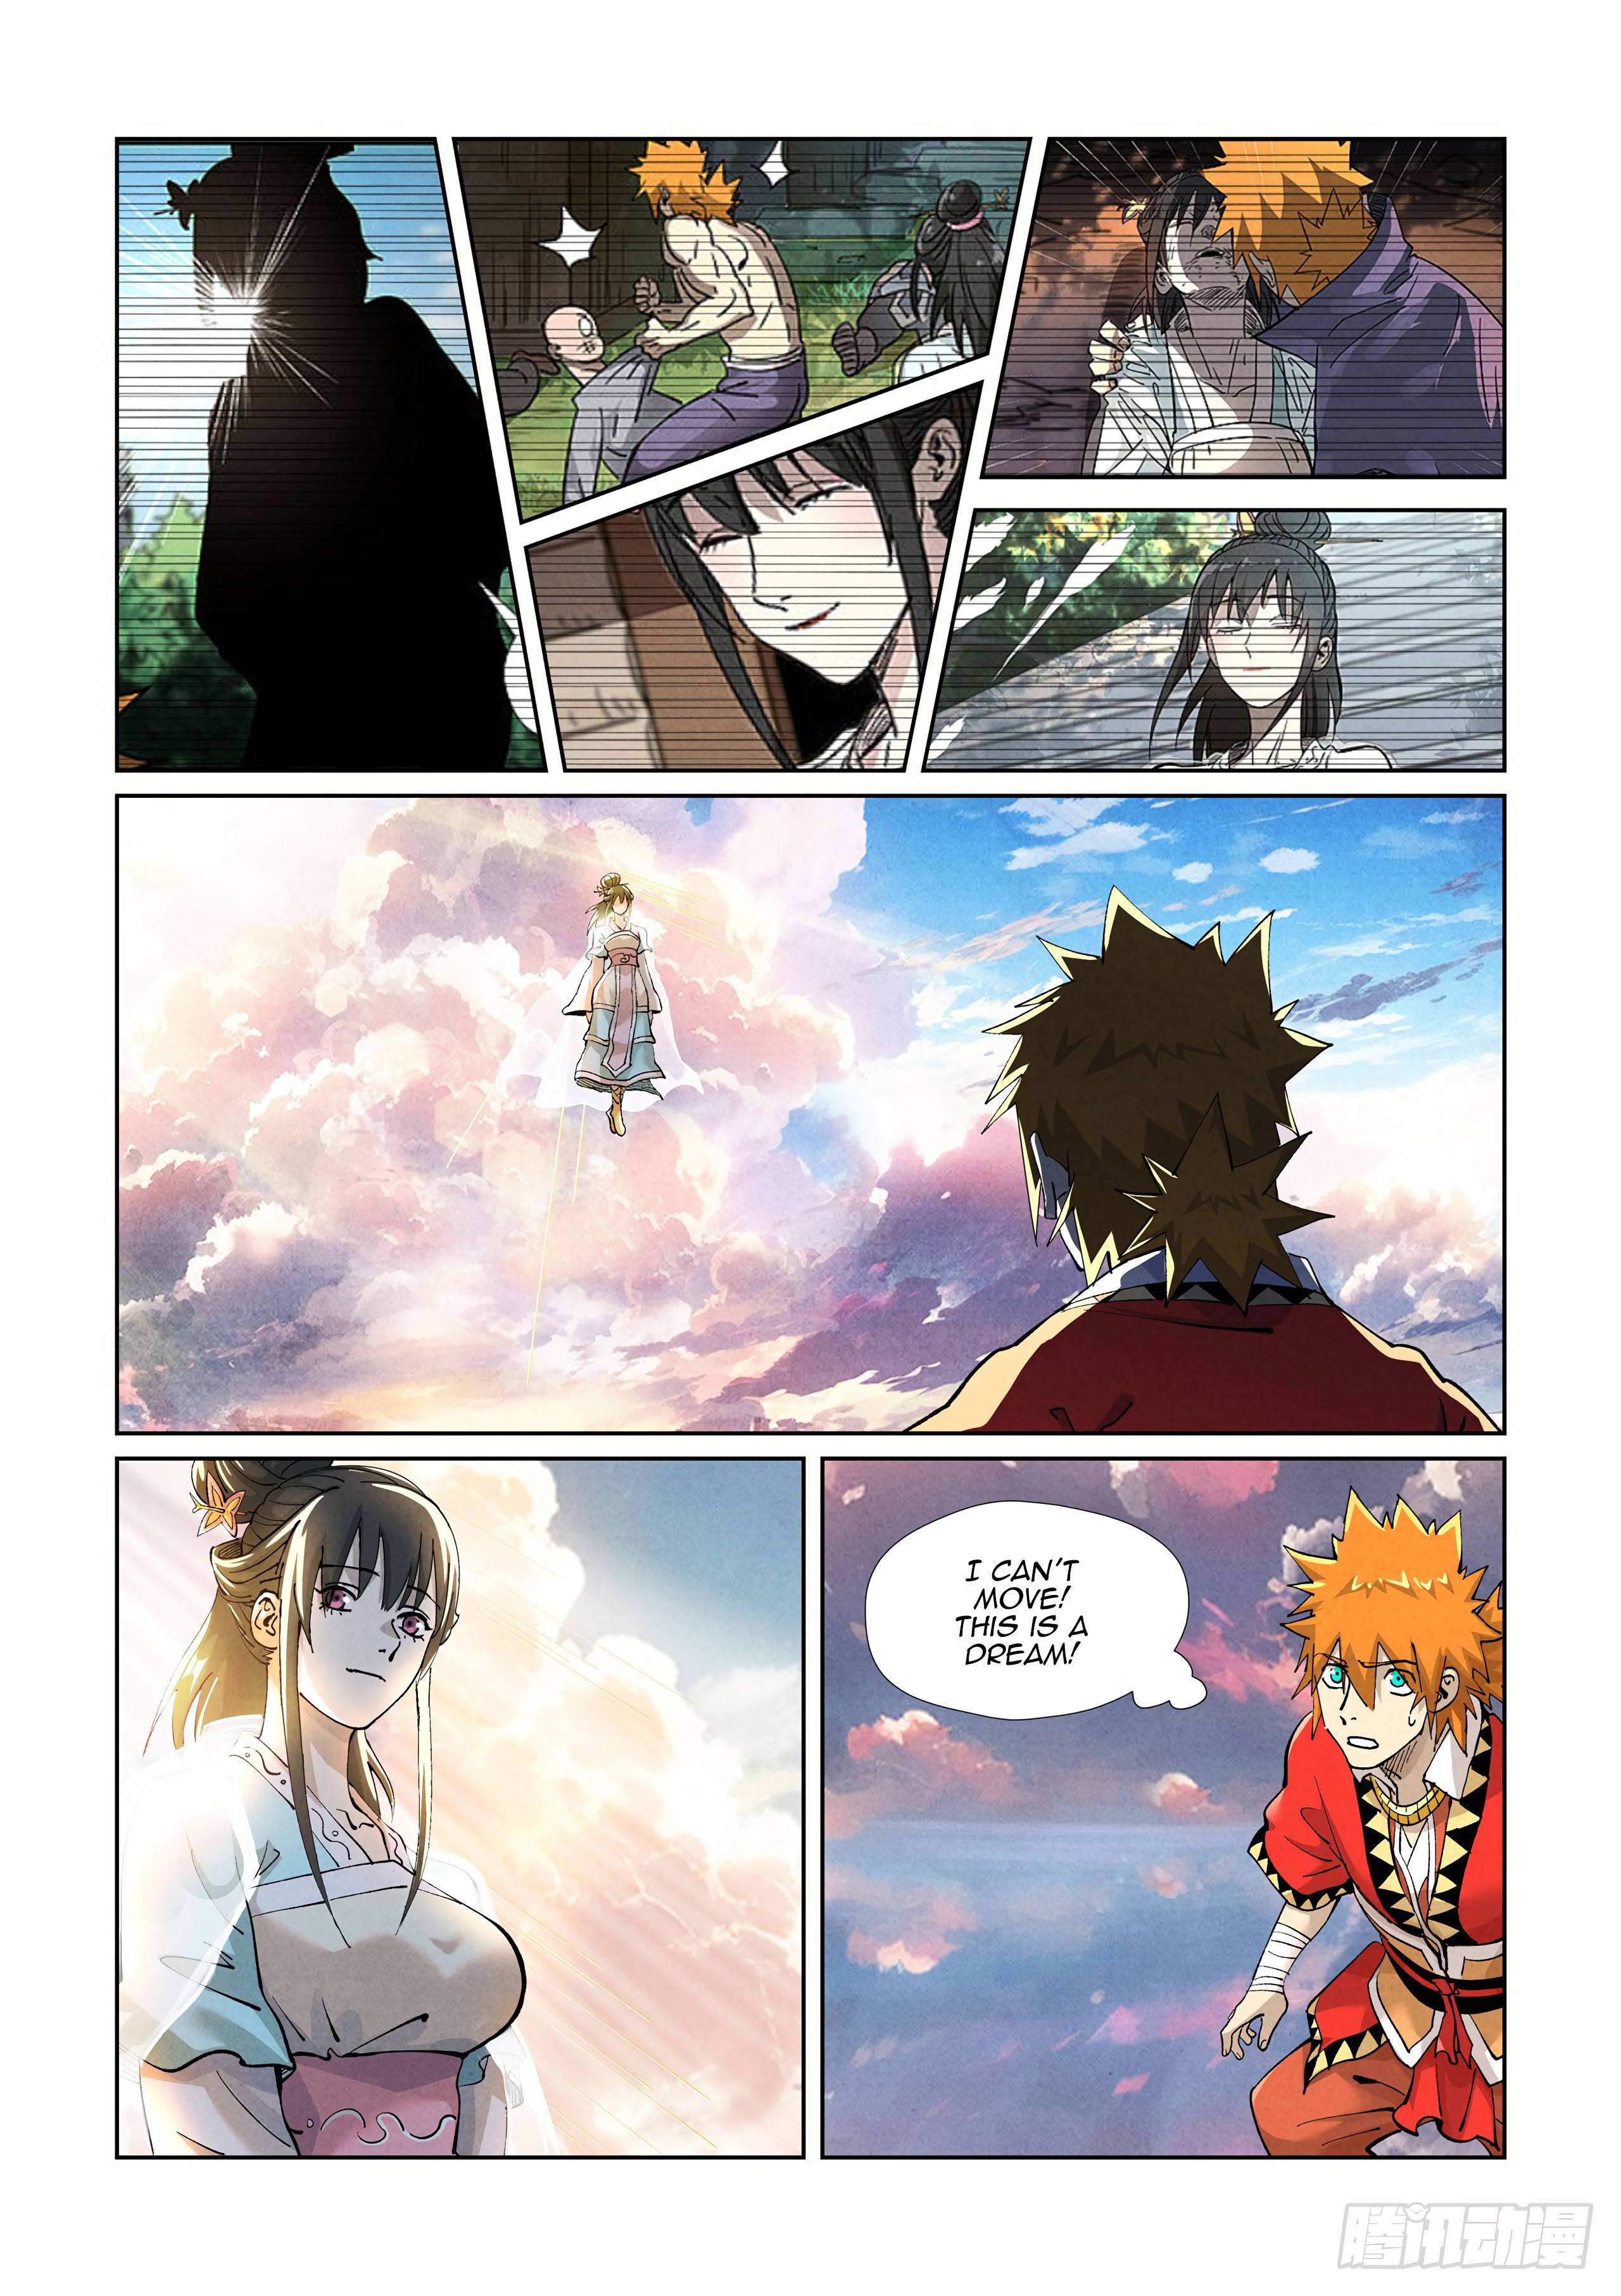 I CAN'T
MOVE!
THIS IS A
DREAM!
腾讯动漫